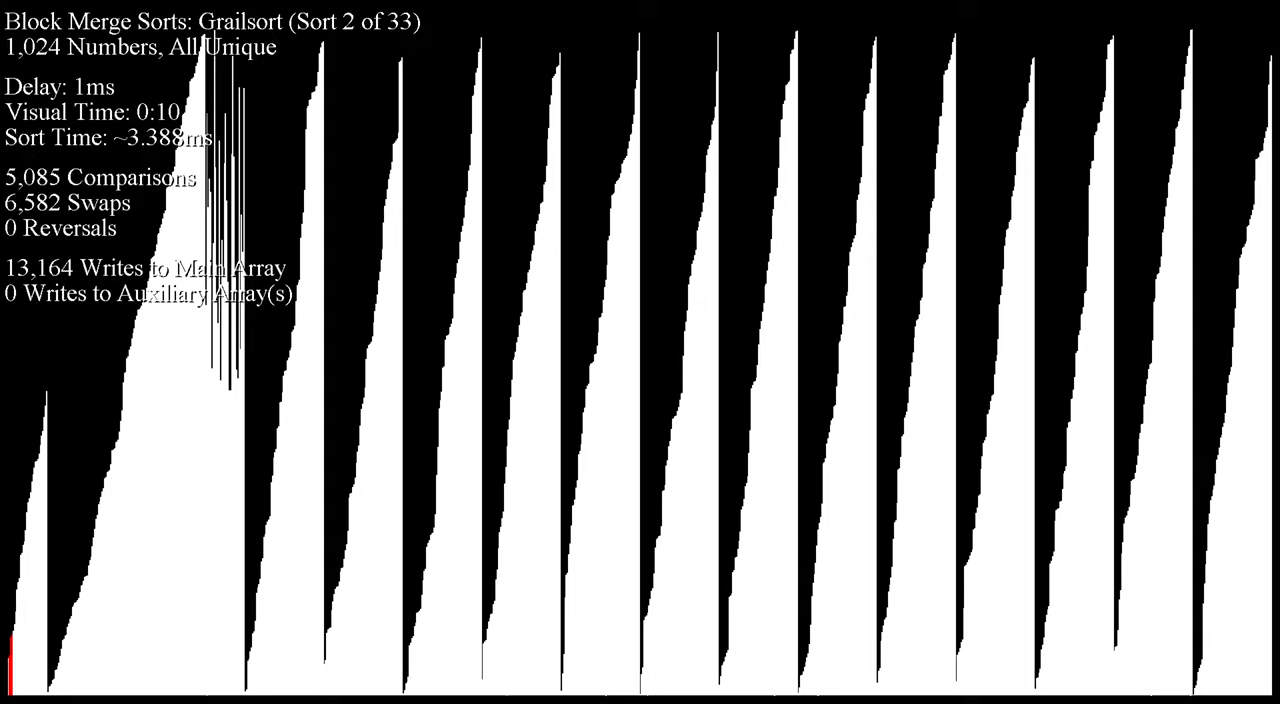 Block Merge Sorts: Grailsort (Sort 2 of 33)
1,024 Numbers, All Unique
Delay: 1ms
Visual Time: 0:10
Sort Time: ~3.388ms
5,085 Comparisons
6,582 Swaps
0 Reversals
13,164 Writes to Main Array
0 Writes to Auxiliary Array(s)